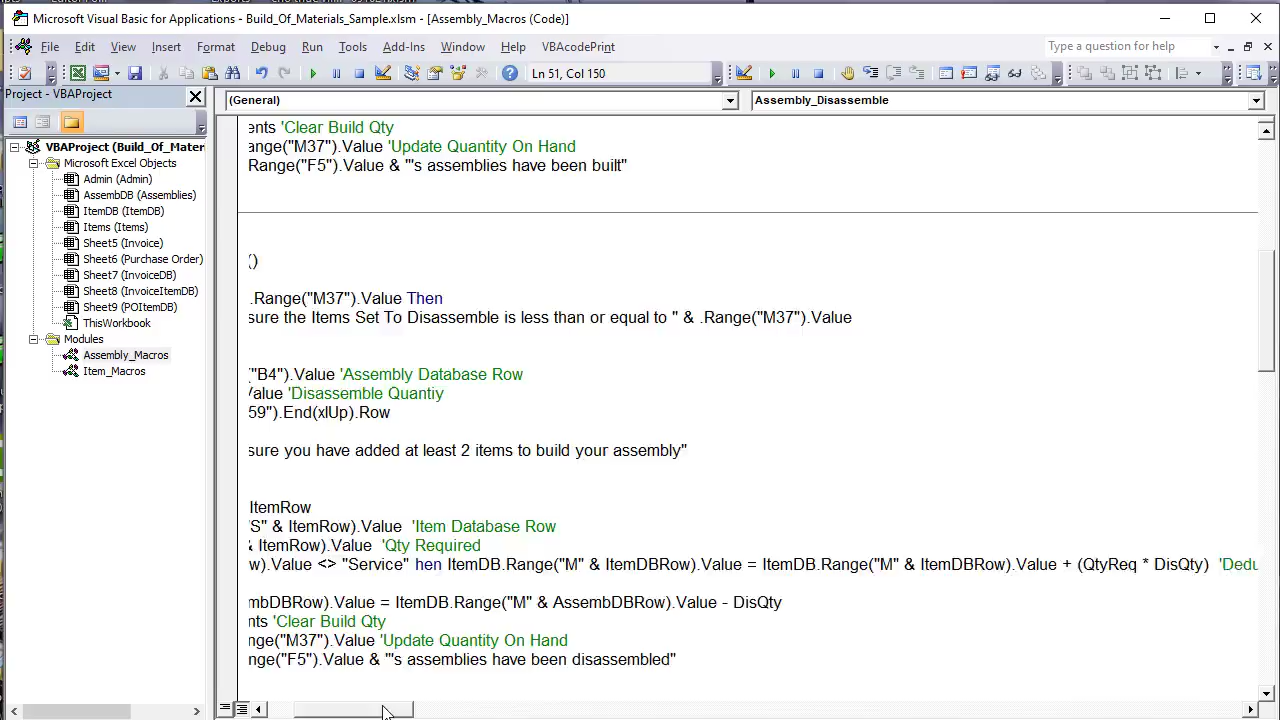 Microsoft Visual Basic for Applications - Build_Of_Materials_Sample.xlsm - [Assembly_Macros (Code)]
File Edit View Insert Format Debug Run Tools Add-Ins Window Help VBAcodePrint
Type a question for help
Ln 51, Col 150
Project - VBAProject
(General)
Assembly_Disassemble
VBAProject (Build_Of_Mater
Microsoft Excel Objects
Admin (Admin)
AssembDB (Assemblies)
ItemDB (ItemDB)
Items (Items)
Sheet5 (Invoice)
Sheet6 (Purchase Order)
Sheet7 (InvoiceDB)
Sheet8 (InvoiceItemDB)
Sheet9 (POItemDB)
ThisWorkbook
Modules
Assembly_Macros
Item_Macros
ents 'Clear Build Qty
ange("M37").Value 'Update Quantity On Hand
Range("F5").Value & "'s assemblies have been built"
()
.Range("M37").Value Then
sure the Items Set To Disassemble is less than or equal to " & .Range("M37").Value
("B4").Value 'Assembly Database Row
Value 'Disassemble Quantiy
59").End(xlUp).Row
sure you have added at least 2 items to build your assembly"
ItemRow
"S" & ItemRow).Value 'Item Database Row
& ItemRow).Value 'Qty Required
w).Value <> "Service" hen ItemDB.Range("M" & ItemDBRow).Value = ItemDB.Range("M" & ItemDBRow).Value + (QtyReq * DisQty) 'Dedu
mbDBRow).Value = ItemDB.Range("M" & AssembDBRow).Value - DisQty
nts 'Clear Build Qty
nge("M37").Value 'Update Quantity On Hand
nge("F5").Value & "'s assemblies have been disassembled"